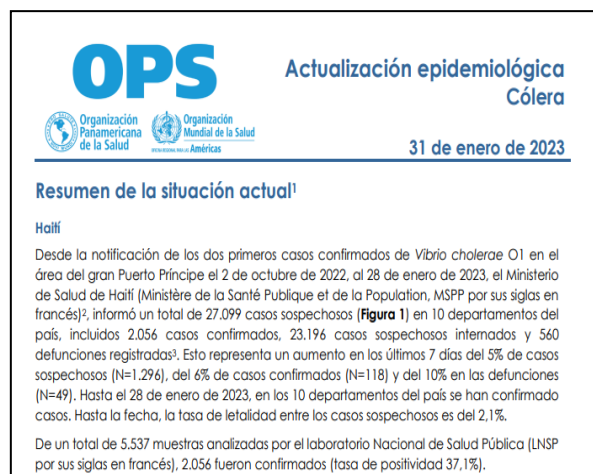 OPS
Organización
Panamericana
de la Salud
Organización
Mundial de la Salud
OFICINA REGIONAL PARA LAS Américas
Actualización epidemiológica
Cólera
31 de enero de 2023
Resumen de la situación actual¹
Haití
Desde la notificación de los dos primeros casos confirmados de Vibrio cholerae O1 en el
área del gran Puerto Príncipe el 2 de octubre de 2022, al 28 de enero de 2023, el Ministerio
de Salud de Haití (Ministère de la Santé Publique et de la Population, MSPP por sus siglas en
francés)², informó un total de 27.099 casos sospechosos (Figura 1) en 10 departamentos del
país, incluidos 2.056 casos confirmados, 23.196 casos sospechosos internados y 560
defunciones registradas³. Esto representa un aumento en los últimos 7 días del 5% de casos
sospechosos (N=1.296), del 6% de casos confirmados (N=118) y del 10% en las defunciones
(N=49). Hasta el 28 de enero de 2023, en los 10 departamentos del país se han confirmado
casos. Hasta la fecha, la tasa de letalidad entre los casos sospechosos es del 2,1%.
De un total de 5.537 muestras analizadas por el laboratorio Nacional de Salud Pública (LNSP
por sus siglas en francés), 2.056 fueron confirmados (tasa de positividad 37,1%).